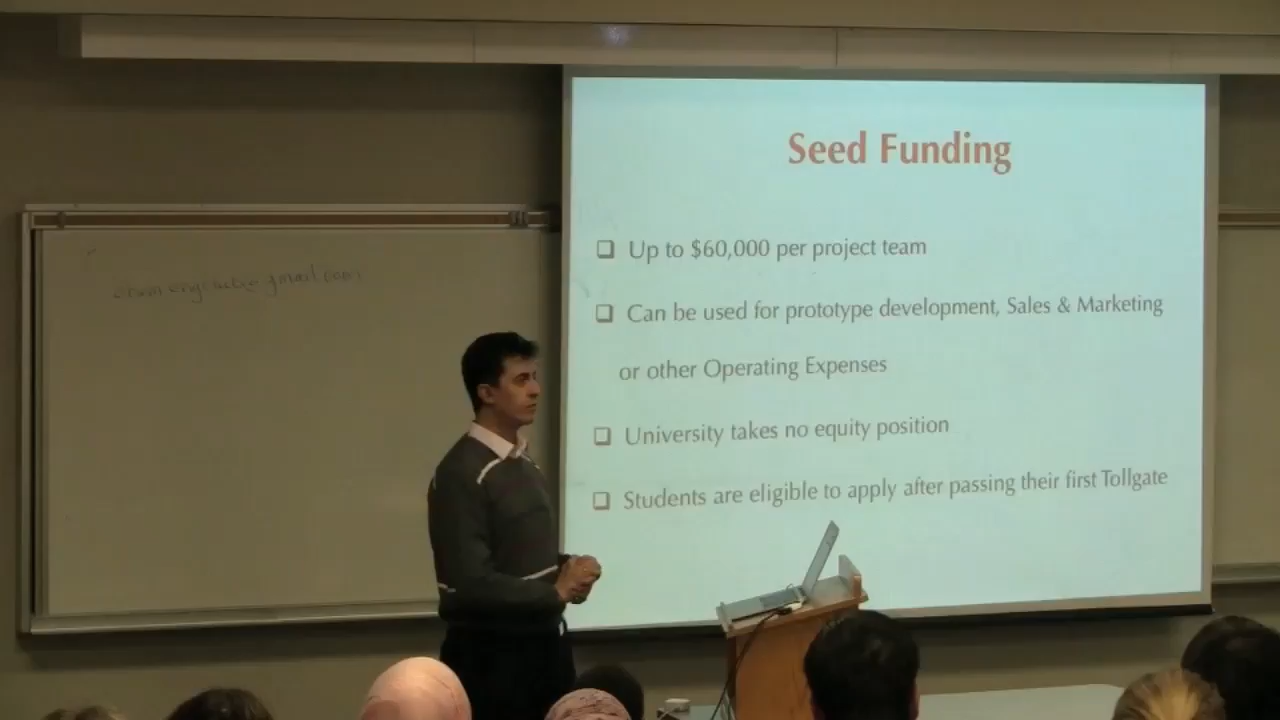 Seed Funding
❑ Up to $60,000 per project team
❑ Can be used for prototype development, Sales & Marketing
or other Operating Expenses
❑ University takes no equity position
❑ Students are eligible to apply after passing their first Tollgate